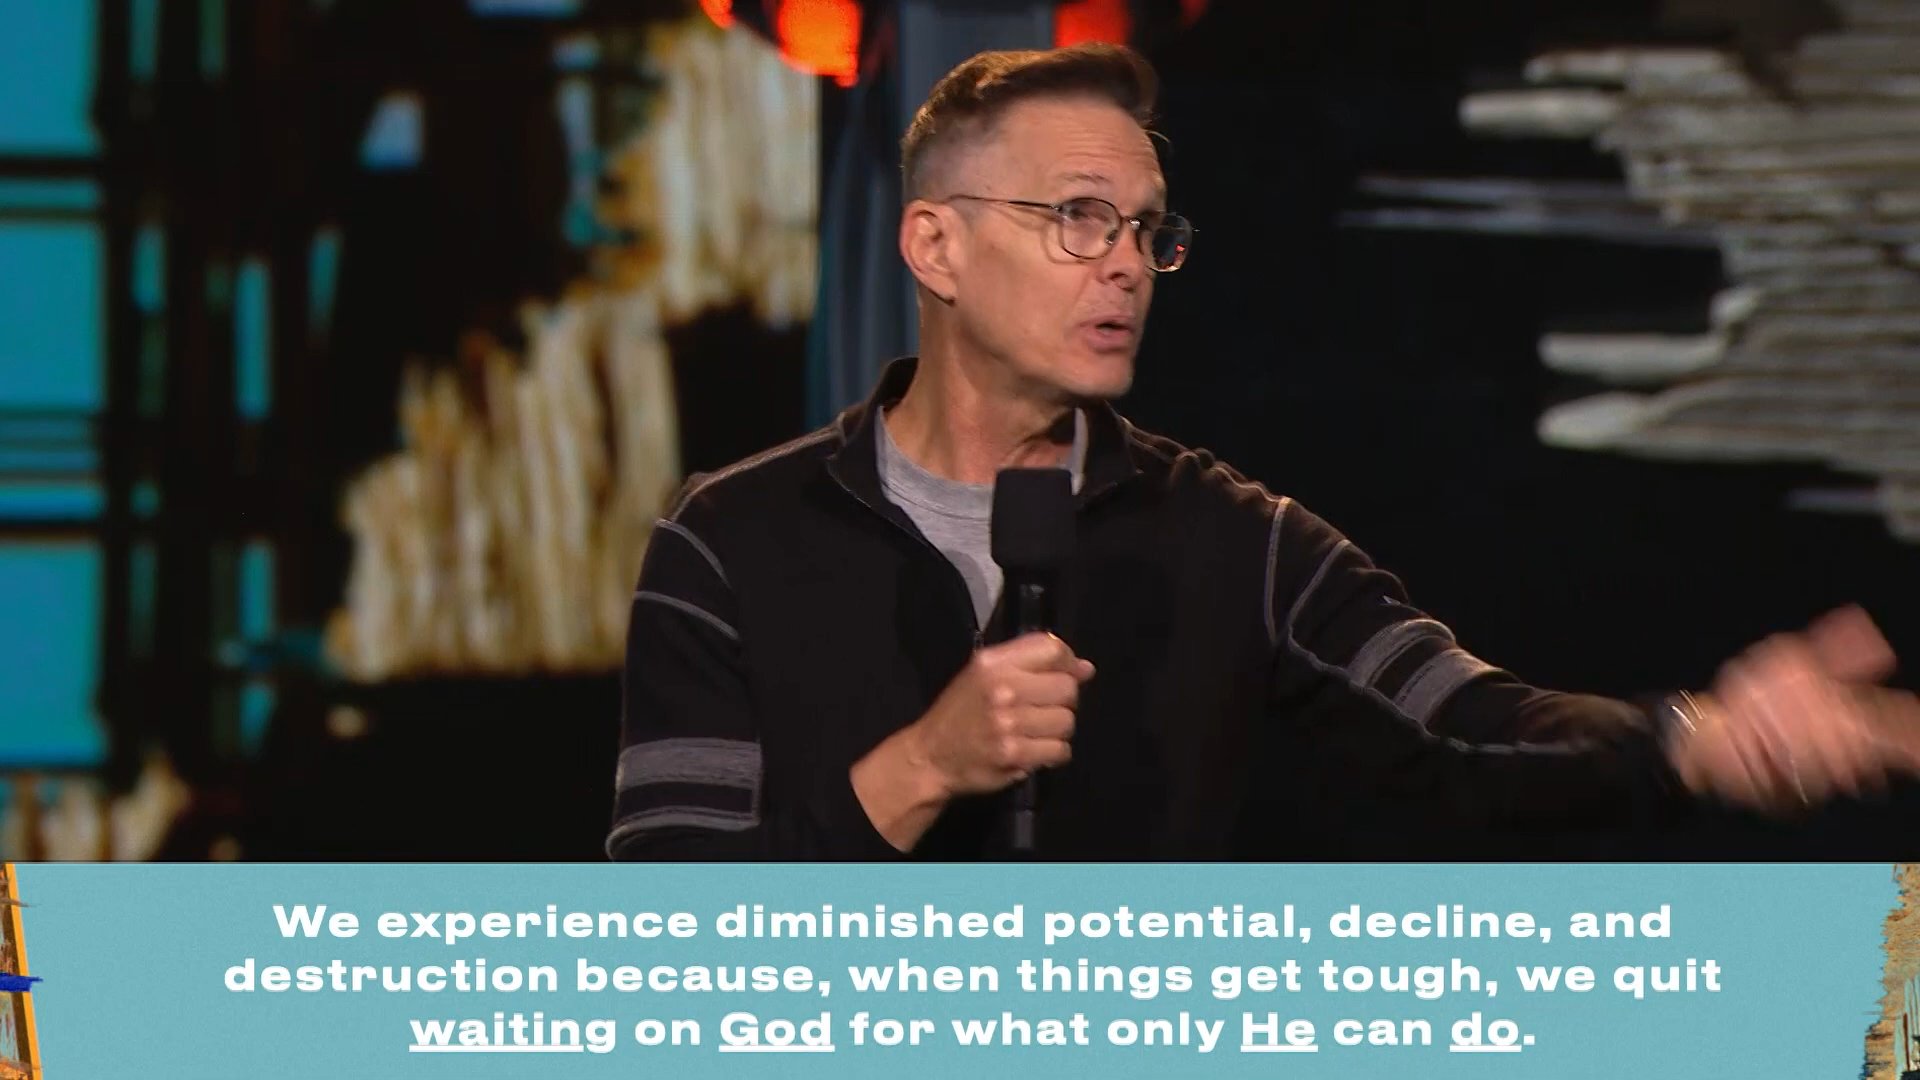 We experience diminished potential, decline, and
destruction because, when things get tough, we quit
waiting on God for what only He can do.